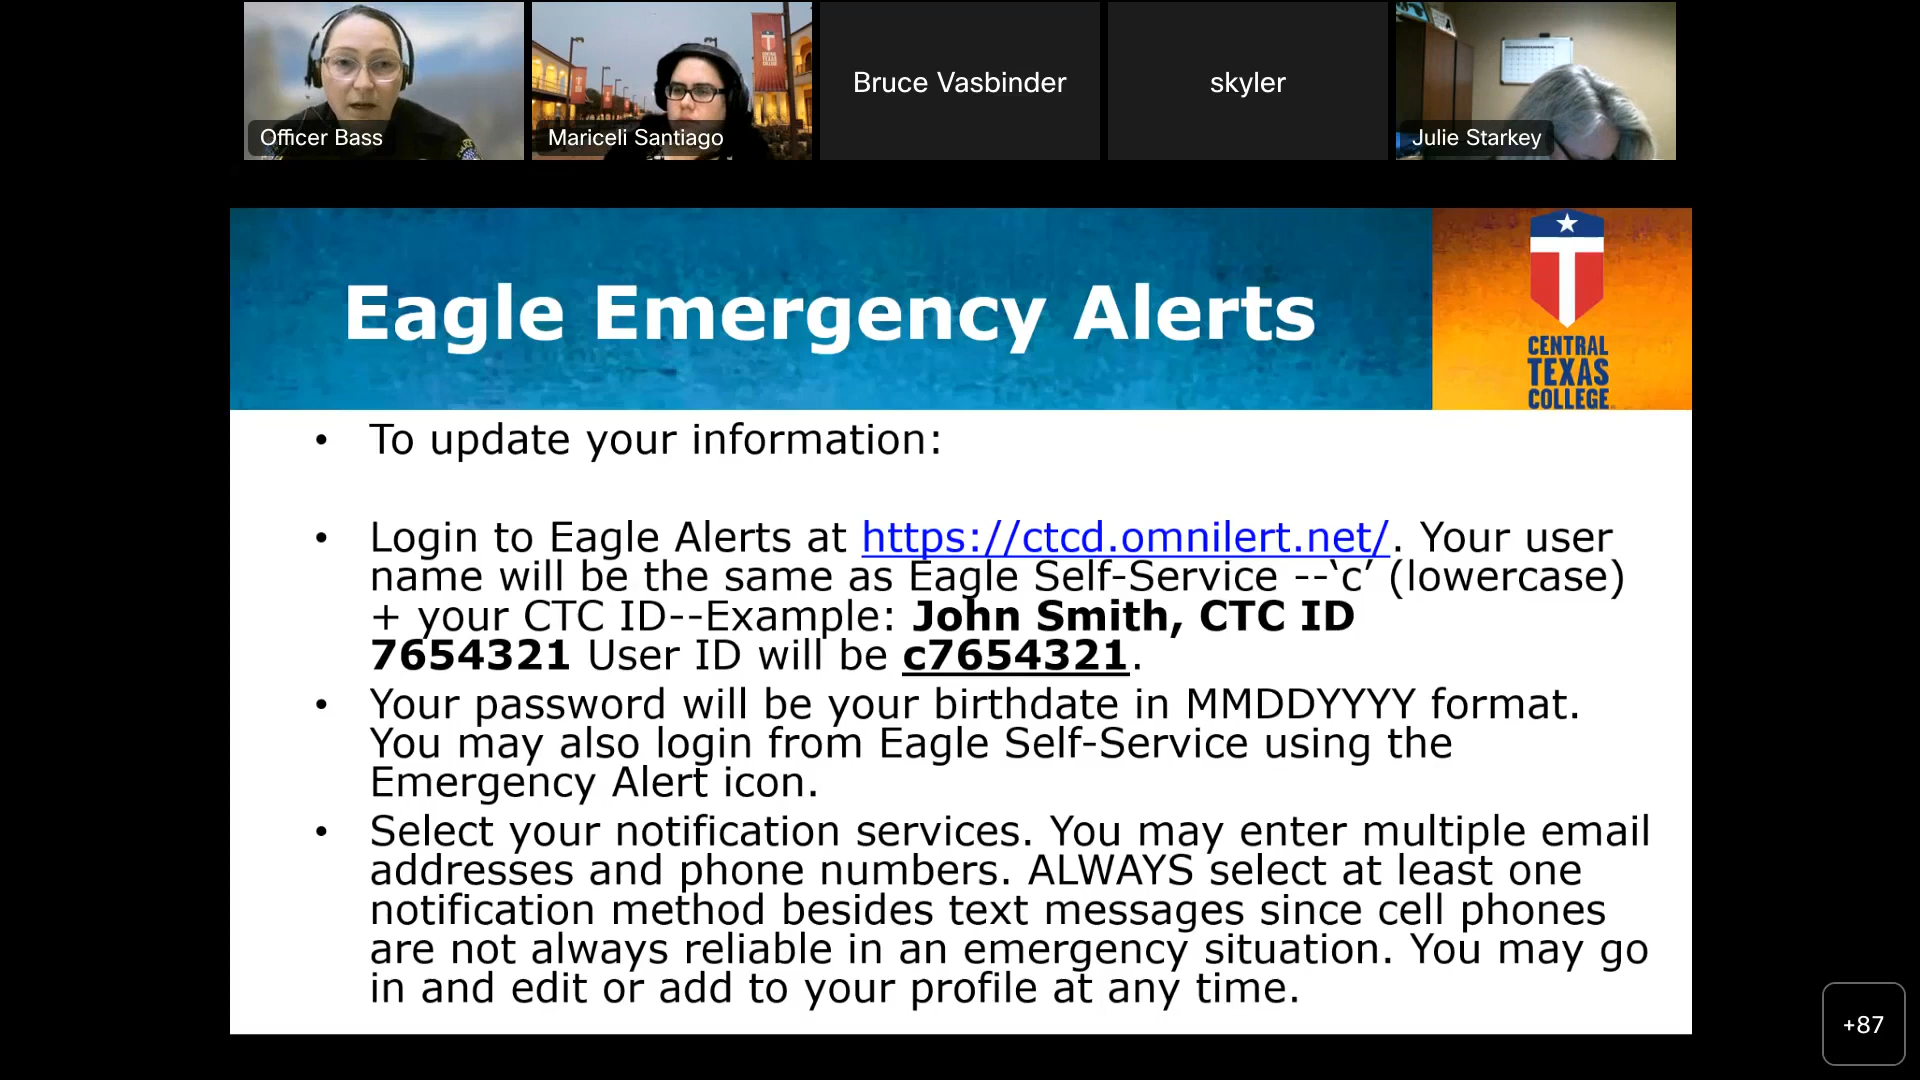 Officer Bass
Mariceli Santiago
Bruce Vasbinder
skyler
Julie Starkey
Eagle Emergency Alerts
CENTRAL
TEXAS
COLLEGE
• To update your information:
• Login to Eagle Alerts at https://ctcd.omnilert.net/. Your user
name will be the same as Eagle Self-Service --‘c’ (lowercase)
+ your CTC ID--Example: John Smith, CTC ID
7654321 User ID will be c7654321.
• Your password will be your birthdate in MMDDYYYY format.
You may also login from Eagle Self-Service using the
Emergency Alert icon.
• Select your notification services. You may enter multiple email
addresses and phone numbers. ALWAYS select at least one
notification method besides text messages since cell phones
are not always reliable in an emergency situation. You may go
in and edit or add to your profile at any time.
+87